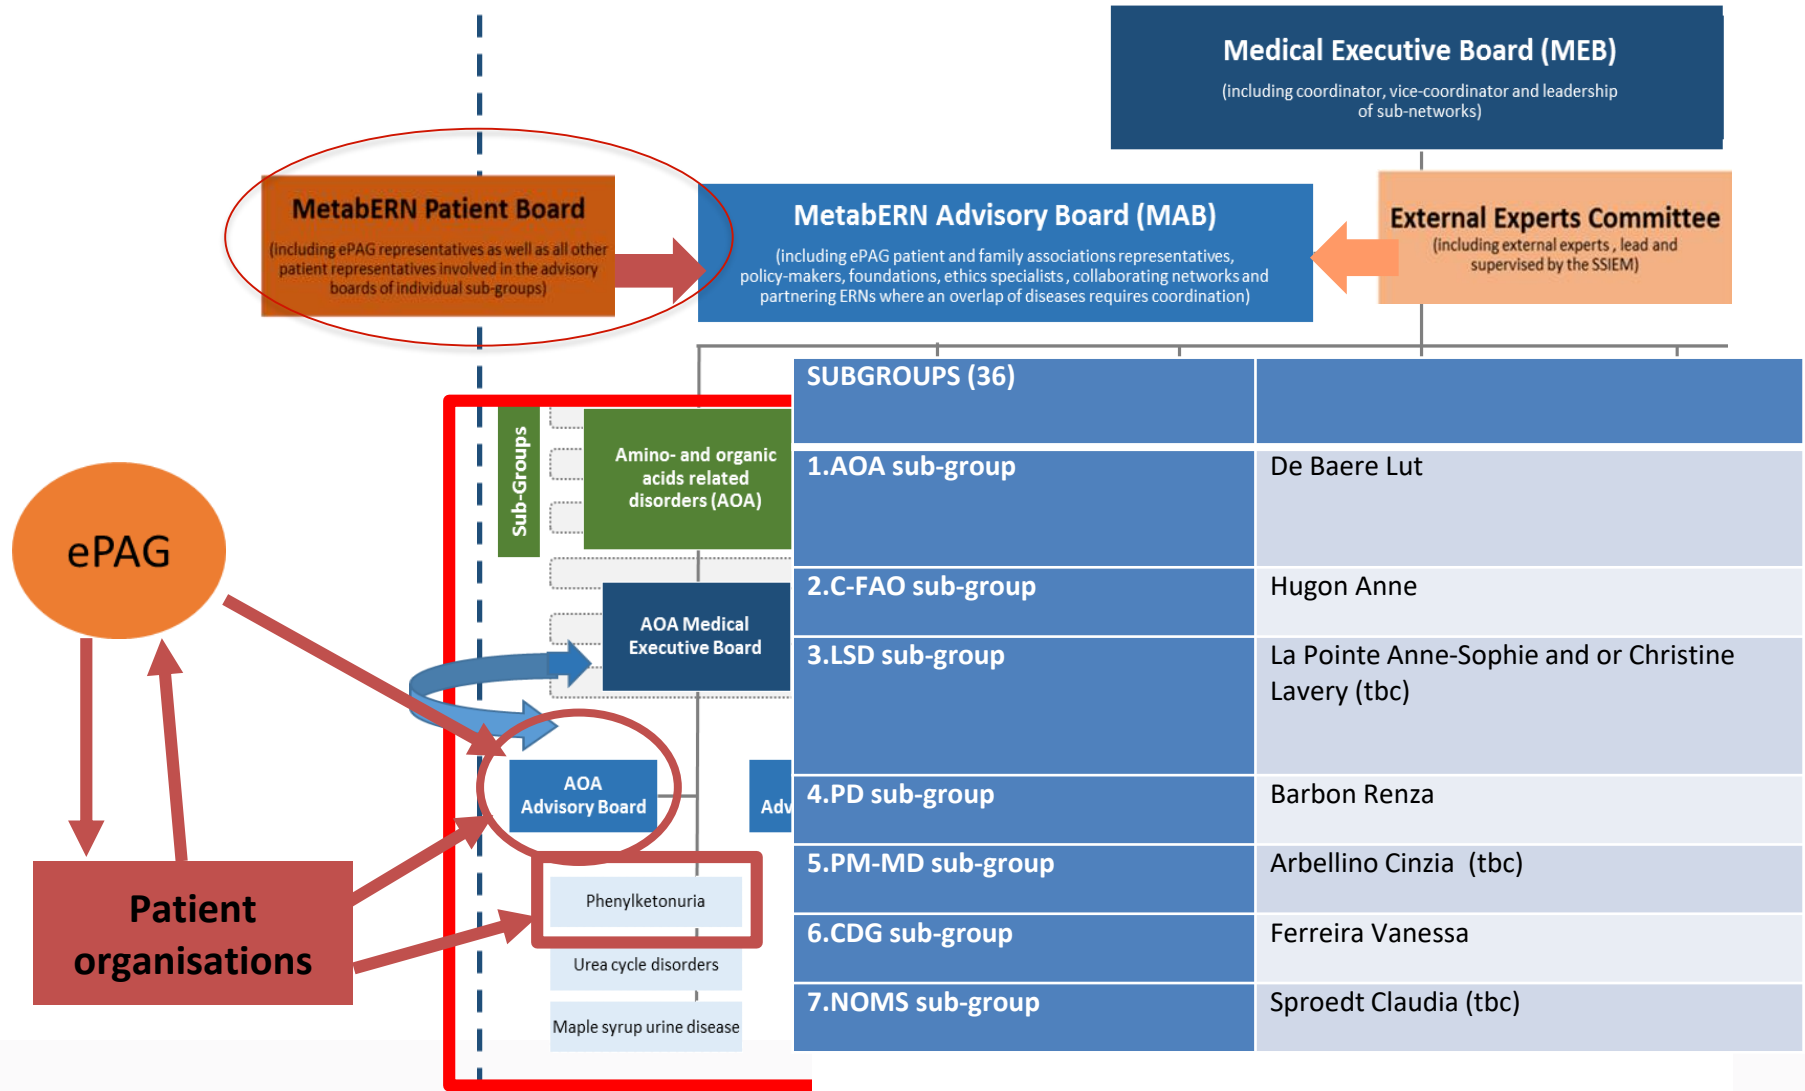 Medical Executive Board (MEB)
(including coordinator, vice-coordinator and leadership
of sub-networks)
MetabERN Patient Board
(including ePAG representatives as well as all other
patient representatives involved in the advisory
boards of individual sub-groups)
MetabERN Advisory Board (MAB)
(including ePAG patient and family associations representatives,
policy-makers, foundations, ethics specialists, collaborating networks and
partnering ERNs where an overlap of diseases requires coordination)
External Experts Committee
(including external experts, lead and
supervised by the SSIEM)
Sub-Groups
Amino- and organic
acids related
disorders (AOA)
AOA Medical
Executive Board
AOA
Advisory Board
Adv
Phenylketonuria
Urea cycle disorders
Maple syrup urine disease
ePAG
Patient
organisations
SUBGROUPS (36)
1.AOA sub-group De Baere Lut
2.C-FAO sub-group Hugon Anne
3.LSD sub-group La Pointe Anne-Sophie and or Christine
Lavery (tbc)
4.PD sub-group Barbon Renza
5.PM-MD sub-group Arbellino Cinzia (tbc)
6.CDG sub-group Ferreira Vanessa
7.NOMS sub-group Sproedt Claudia (tbc)